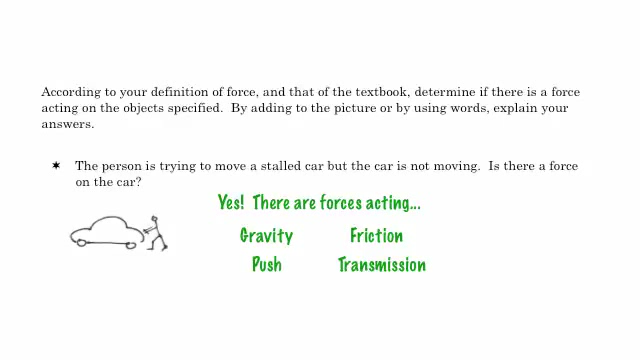 According to your definition of force, and that of the textbook, determine if there is a force
acting on the objects specified. By adding to the picture or by using words, explain your
answers.
✶ The person is trying to move a stalled car but the car is not moving. Is there a force
on the car?
Yes! There are forces acting...
Gravity Friction
Push Transmission